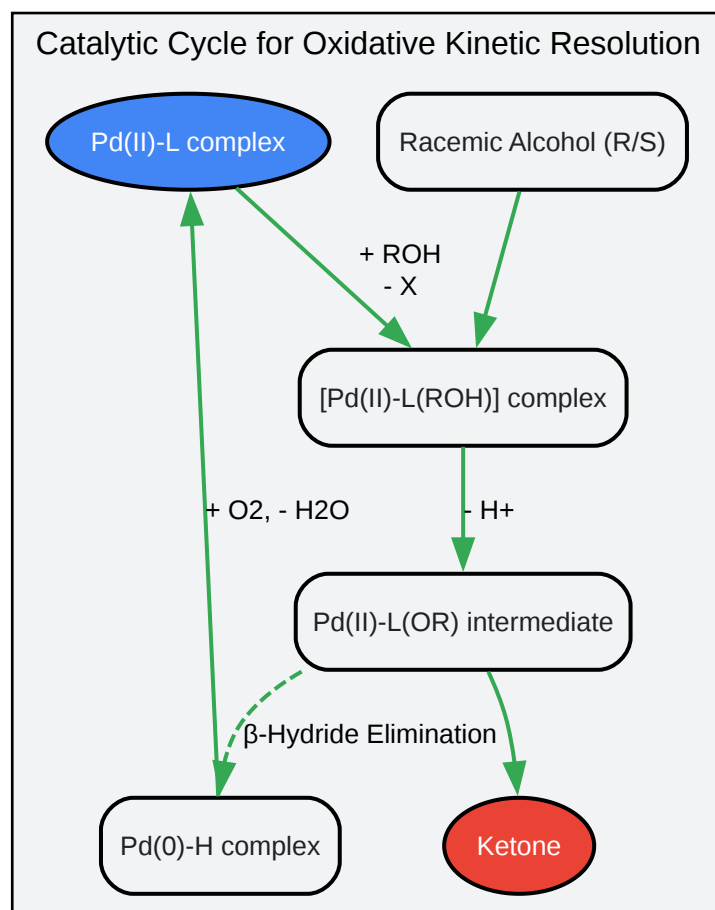 Catalytic Cycle for Oxidative Kinetic Resolution
Pd(II)-L complex
Racemic Alcohol (R/S)
+ ROH
- X
[Pd(II)-L(ROH)] complex
+ O2, - H2O
- H+
Pd(II)-L(OR) intermediate
β-Hydride Elimination
Pd(0)-H complex
Ketone